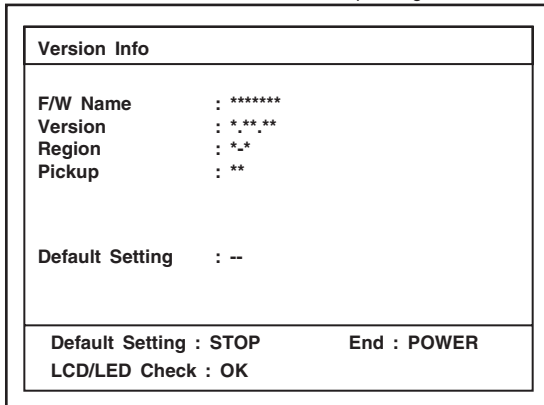 Version Info
F/W Name : *******
Version : *.**.**
Region : *-*
Pickup : **
Default Setting : --
Default Setting : STOP End : POWER
LCD/LED Check : OK